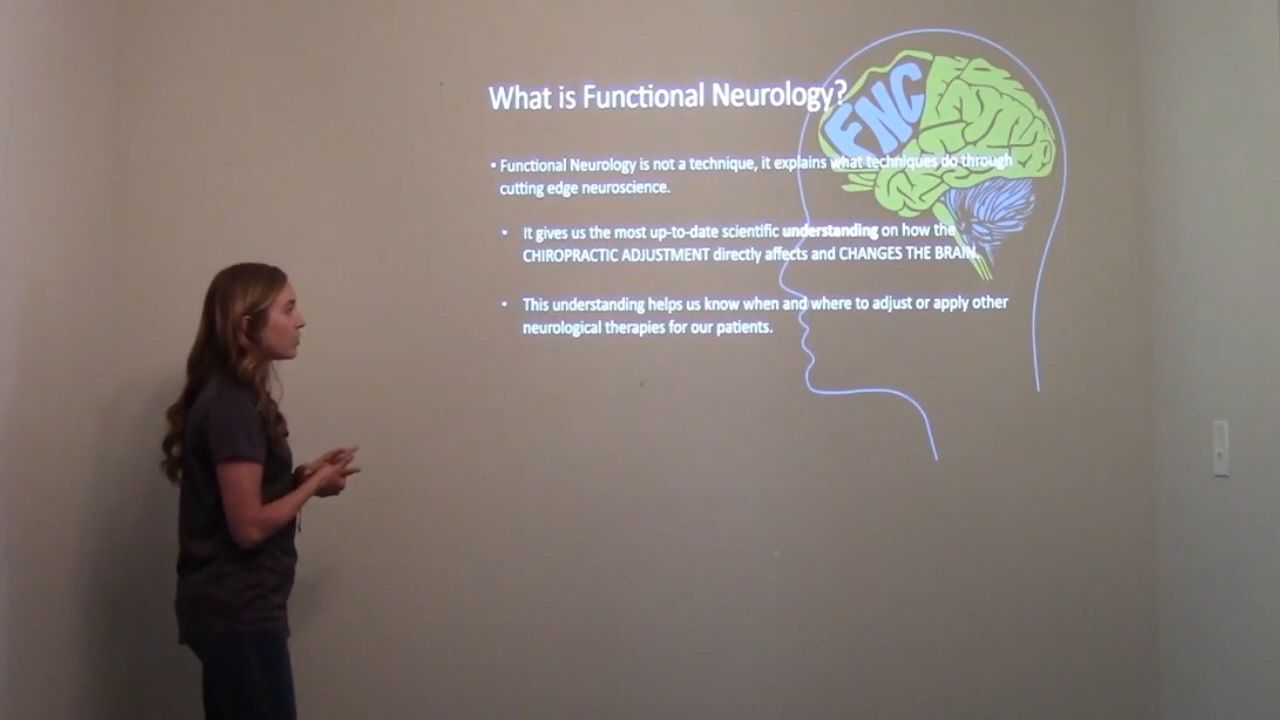 What is Functional Neurology?
FNC
• Functional Neurology is not a technique, it explains what techniques do through
cutting edge neuroscience.
• It gives us the most up-to-date scientific understanding on how the
CHIROPRACTIC ADJUSTMENT directly affects and CHANGES THE BRAIN.
• This understanding helps us know when and where to adjust or apply other
neurological therapies for our patients.